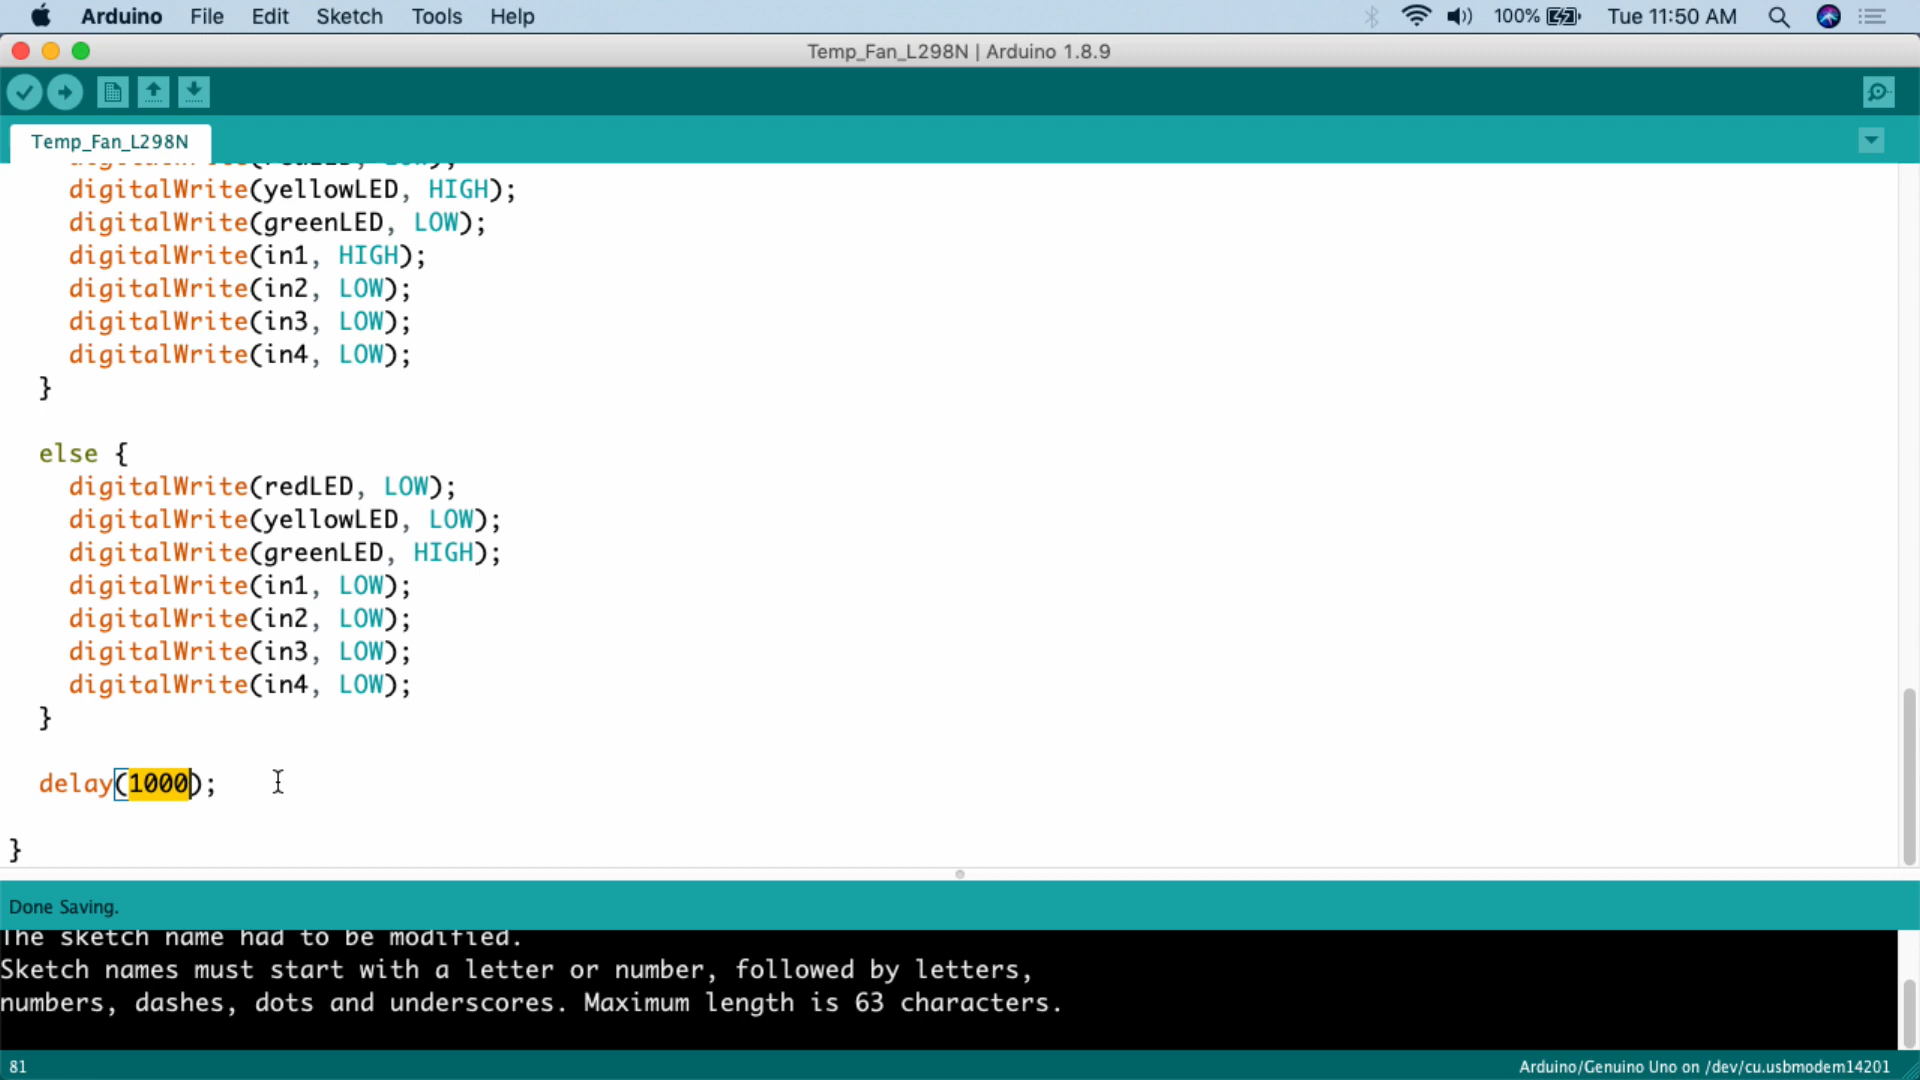 Arduino File Edit Sketch Tools Help 100% Tue 11:50 AM
Temp_Fan_L298N | Arduino 1.8.9
Temp_Fan_L298N
digitalWrite(redLED, LOW);
digitalWrite(yellowLED, HIGH);
digitalWrite(greenLED, LOW);
digitalWrite(in1, HIGH);
digitalWrite(in2, LOW);
digitalWrite(in3, LOW);
digitalWrite(in4, LOW);
}
else {
digitalWrite(redLED, LOW);
digitalWrite(yellowLED, LOW);
digitalWrite(greenLED, HIGH);
digitalWrite(in1, LOW);
digitalWrite(in2, LOW);
digitalWrite(in3, LOW);
digitalWrite(in4, LOW);
}
delay(1000);
}
Done Saving.
The sketch name had to be modified.
Sketch names must start with a letter or number, followed by letters,
numbers, dashes, dots and underscores. Maximum length is 63 characters.
81 Arduino/Genuino Uno on /dev/cu.usbmodem14201